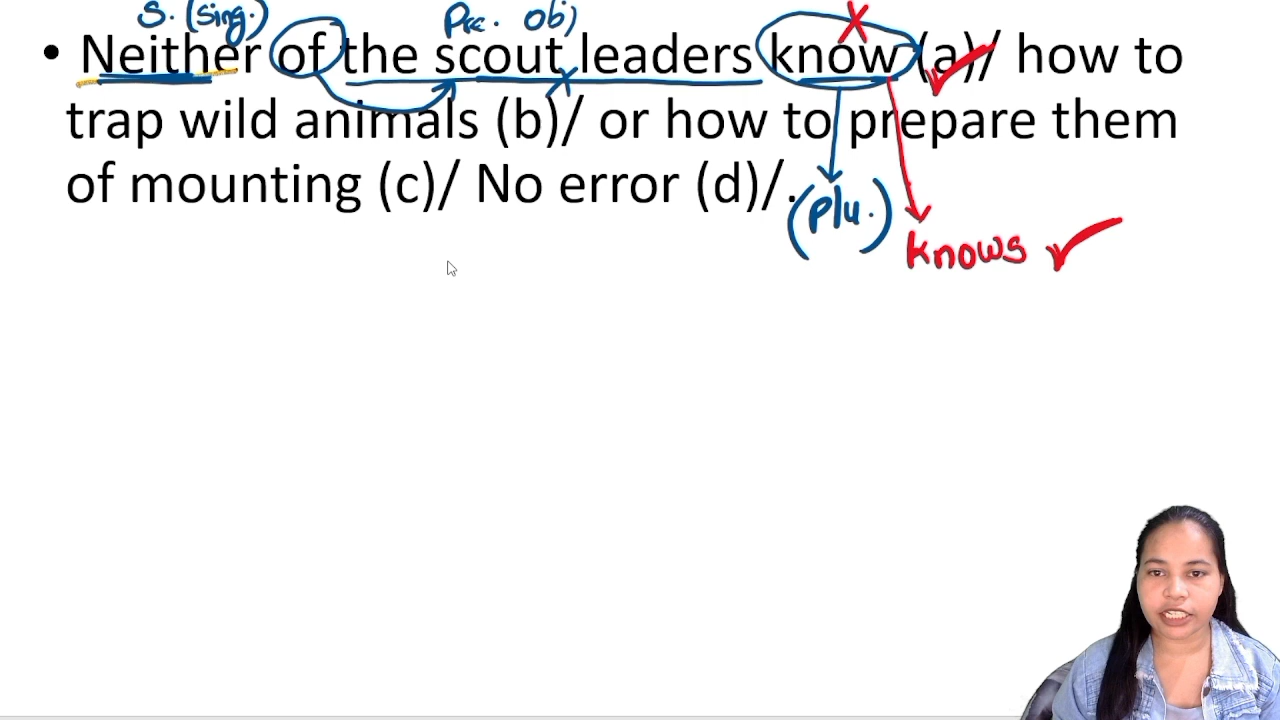 S. (sing.) Pre. Obj
• Neither of the scout leaders know (a)/ how to
trap wild animals (b)/ or how to prepare them
of mounting (c)/ No error (d)/.
(Plu.)
knows